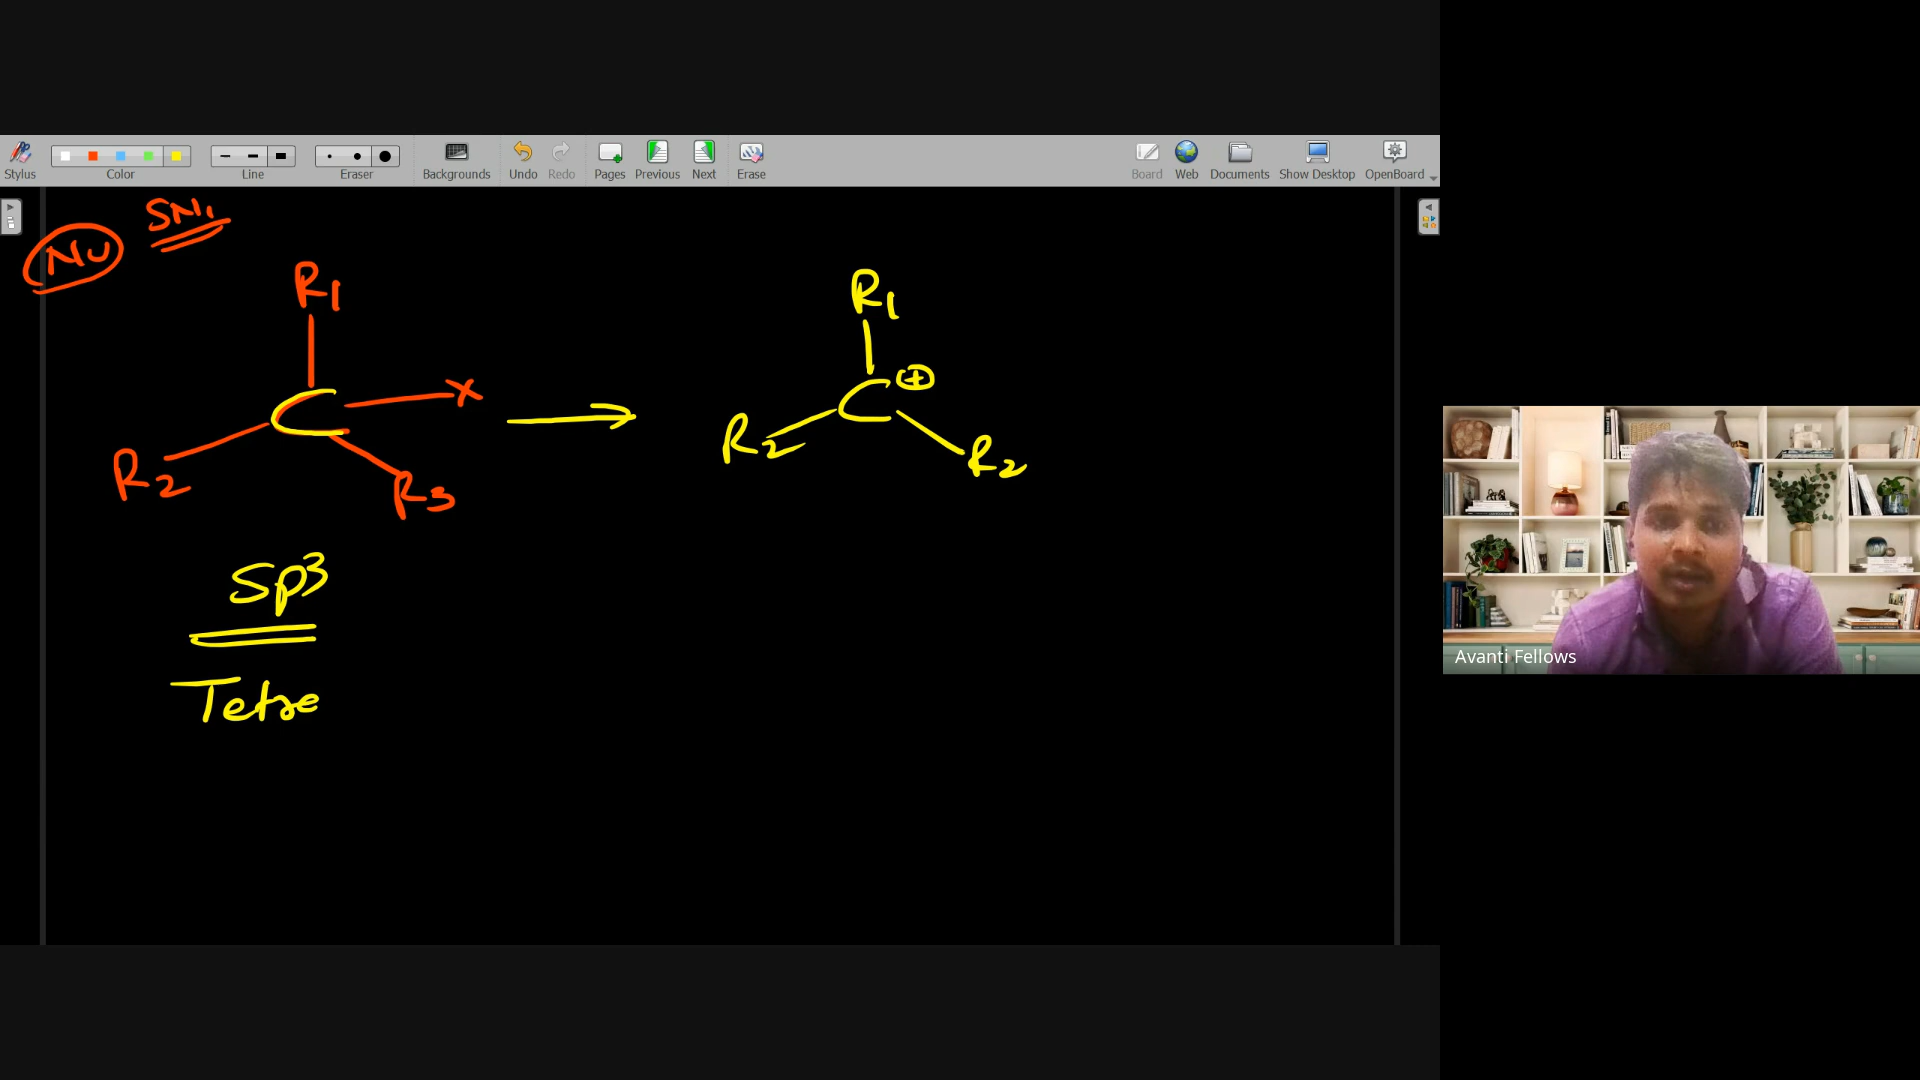 Stylus
Color
Line
Eraser
Backgrounds
Undo
Redo
Pages
Previous
Next
Erase
Board
Web
Documents
Show Desktop
OpenBoard
SN1
NU
R1
C
X
R2
R3
R1
C +
R2
R2
Sp3
Tetre
Avanti Fellows